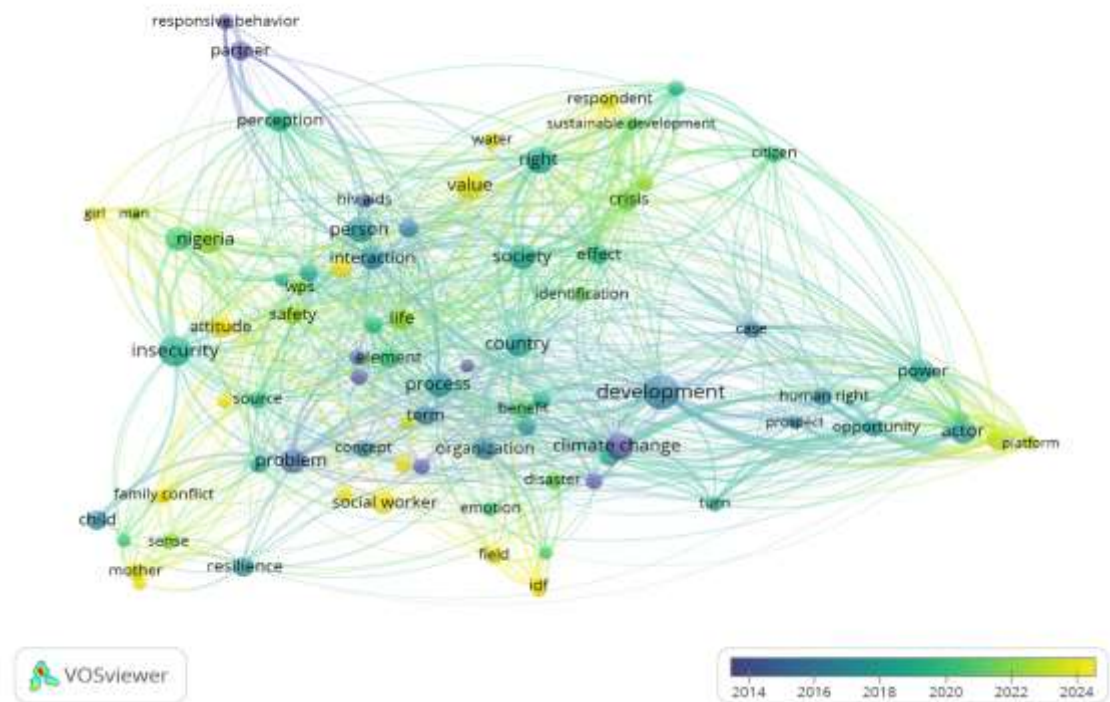 responsive behavior
partner
respondent
perception
sustainable development
water
right
citizen
value
hiv aids
crisis
girl
man
person
nigeria
interaction
society
effect
wps
identification
safety
life
attitude
case
insecurity
country
element
power
process
development
source
human right
benefit
term
prospect
opportunity
actor
concept
organization
climate change
platform
problem
disaster
family conflict
social worker
turn
child
emotion
sense
field
mother
resilience
idf
VOSviewer
2014 2016 2018 2020 2022 2024